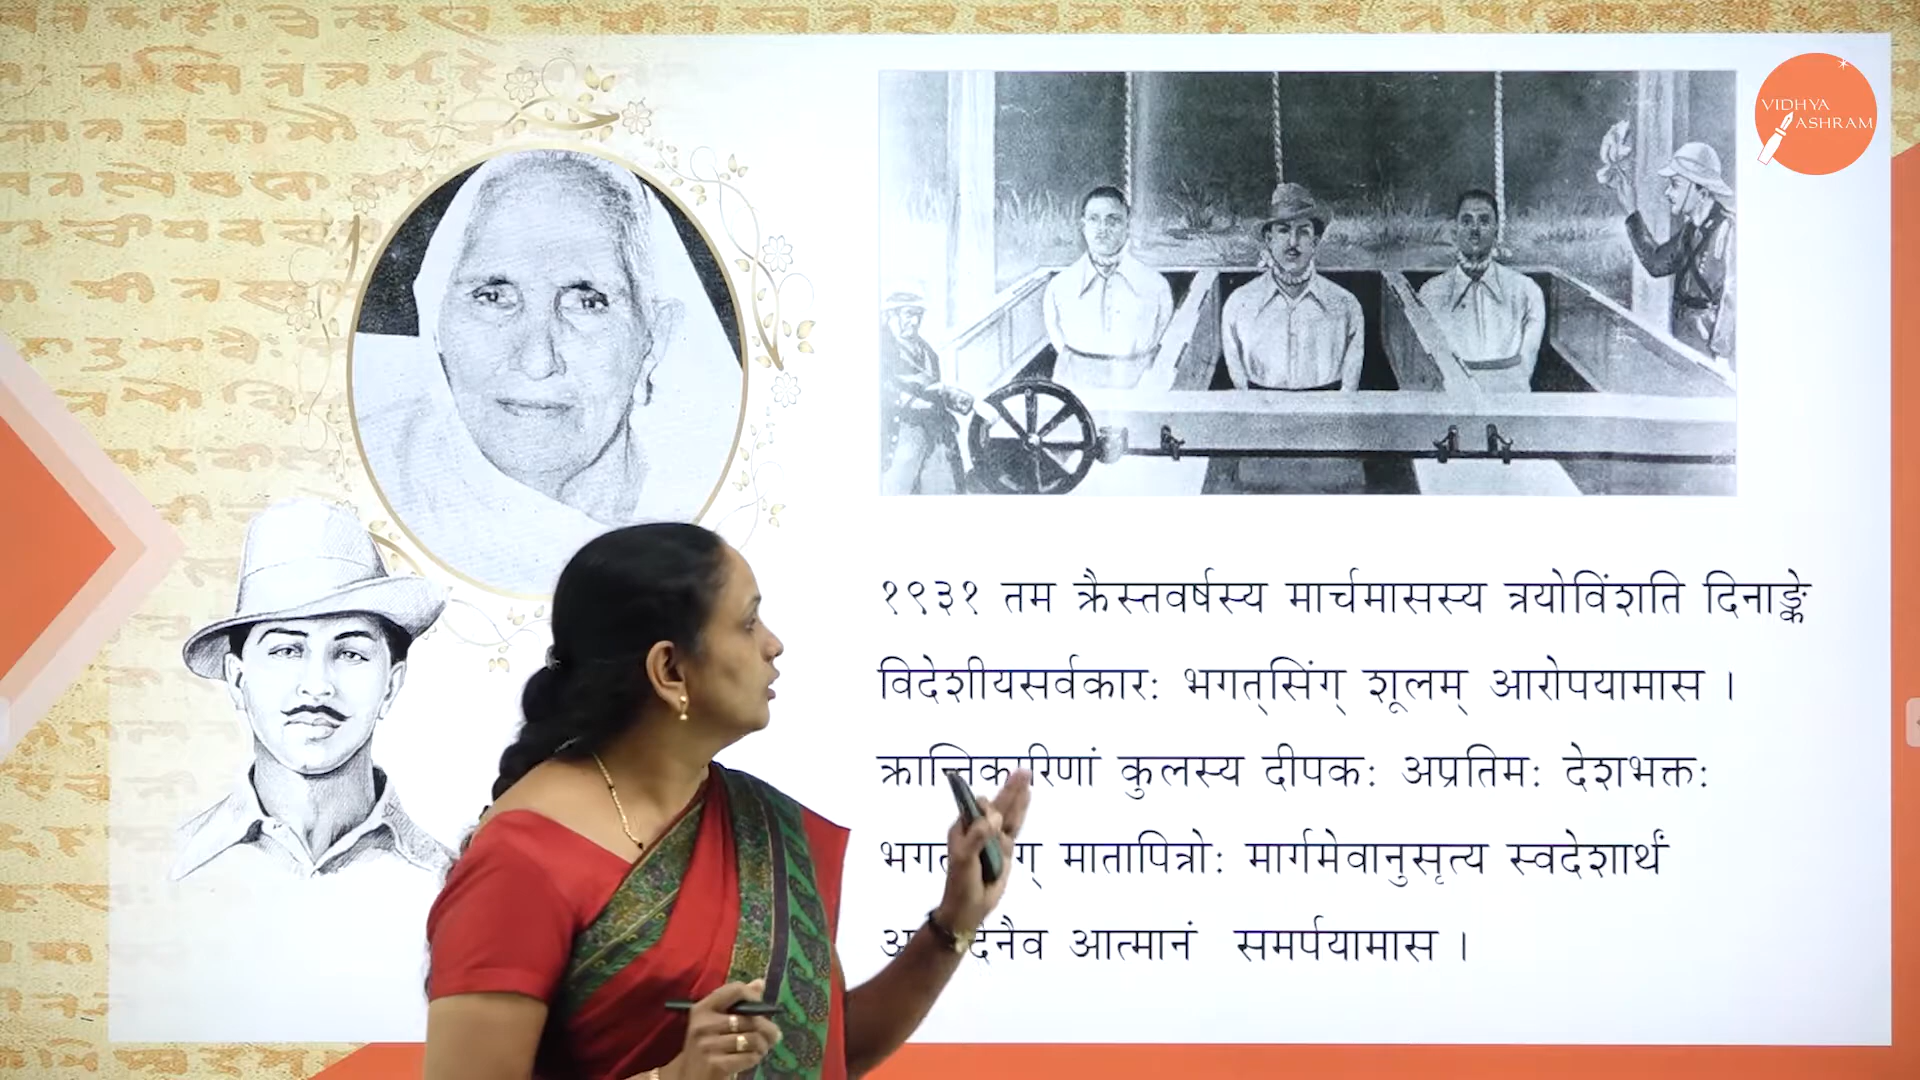 VIDHYA
ASHRAM
१९३१ तम क्रैस्तवर्षस्य मार्चमासस्य त्रयोविंशति दिनाङ्के
विदेशीयसर्वकारः भगत्सिंग् शूलम् आरोपयामास ।
क्रान्तिकारिणां कुलस्य दीपकः अप्रतिमः देशभक्तः
मातापित्रोः मार्गमेवानुसृत्य स्वदेशार्थं
आत्मानं समर्पयामास ।